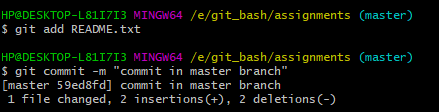 HP@DESKTOP-L81I7I3 MINGW64 /e/git_bash/assignments (master)
$ git add README.txt
HP@DESKTOP-L81I7I3 MINGW64 /e/git_bash/assignments (master)
$ git commit -m "commit in master branch"
[master 59ed8fd] commit in master branch
 1 file changed, 2 insertions(+), 2 deletions(-)